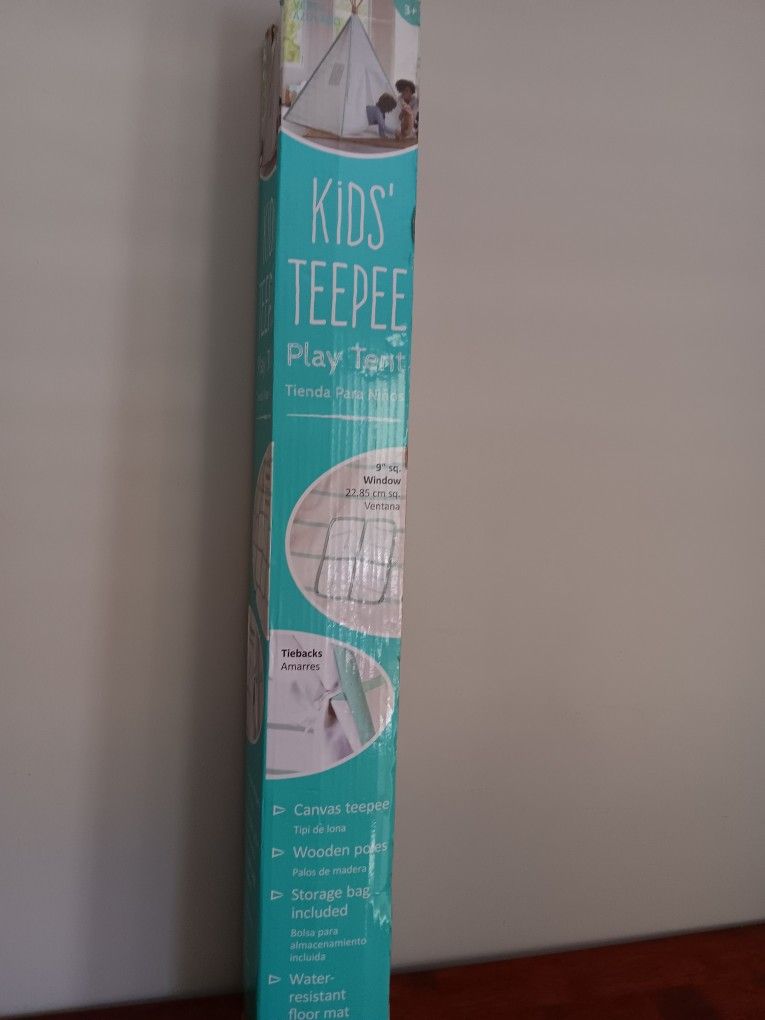 3+
KiDS'
TEEPEE
Play Tent
Tienda Para Niños
9" sq.
Window
22.85 cm sq.
Ventana
Tiebacks
Amarres
Canvas teepee
Tipi de lona
Wooden poles
Palos de madera
Storage bag
included
Bolsa para
almacenamiento
incluida
Water-
resistant
floor mat